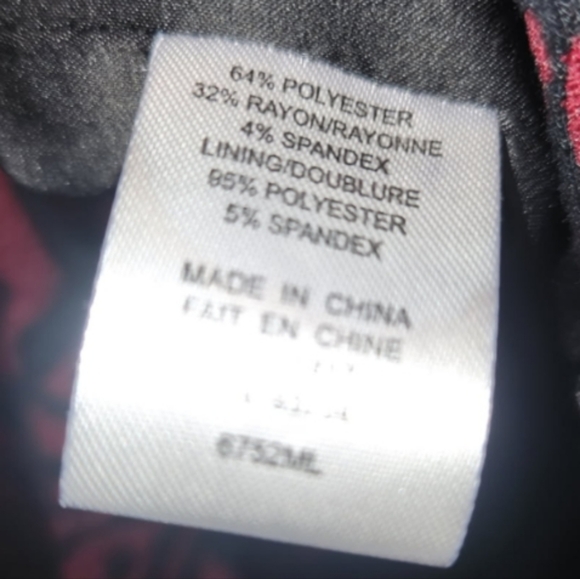 64% POLYESTER
32% RAYON/RAYONNE
4% SPANDEX
LINING/DOUBLURE
95% POLYESTER
5% SPANDEX
MADE IN CHINA
FAIT EN CHINE
6752ML